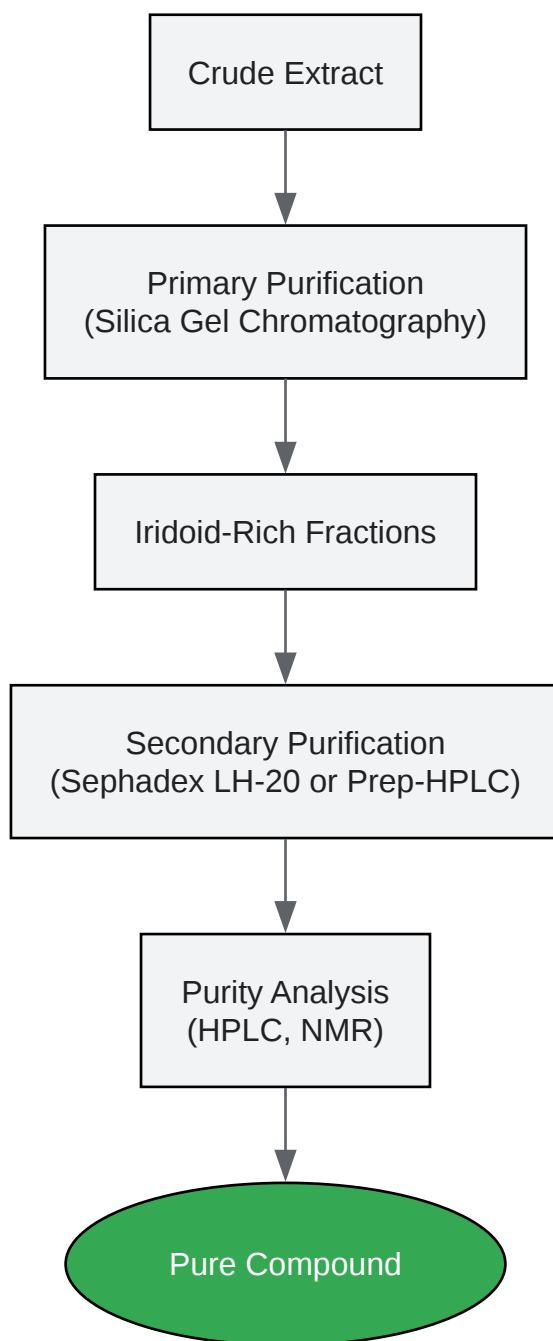 Crude Extract
Primary Purification
(Silica Gel Chromatography)
Iridoid-Rich Fractions
Secondary Purification
(Sephadex LH-20 or Prep-HPLC)
Purity Analysis
(HPLC, NMR)
Pure Compound